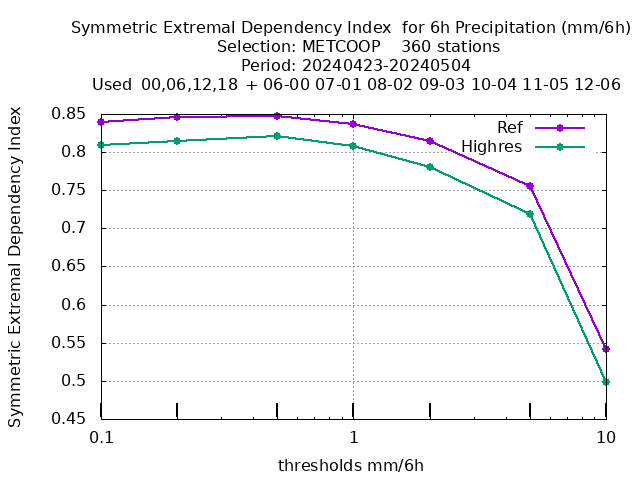 Symmetric Extremal Dependency Index  for 6h Precipitation (mm/6h)
Selection: METCOOP    360 stations
Period: 20240423-20240504
Used  00,06,12,18  + 06-00 07-01 08-02 09-03 10-04 11-05 12-06
Symmetric Extremal Dependency Index
0.85
0.8
0.75
0.7
0.65
0.6
0.55
0.5
0.45
Ref
Highres
0.1
1
10
thresholds mm/6h